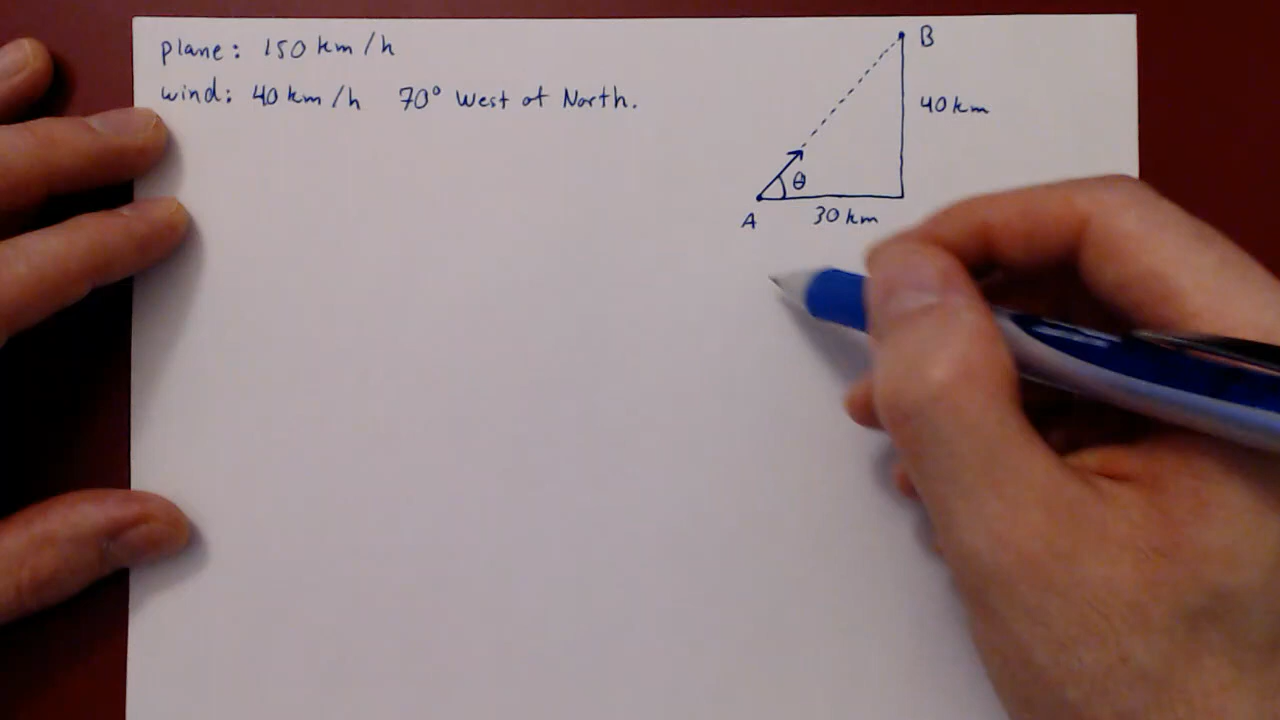 plane: 150 km/h
wind: 40 km/h 70° West of North.
B
40 km
θ
A
30 km